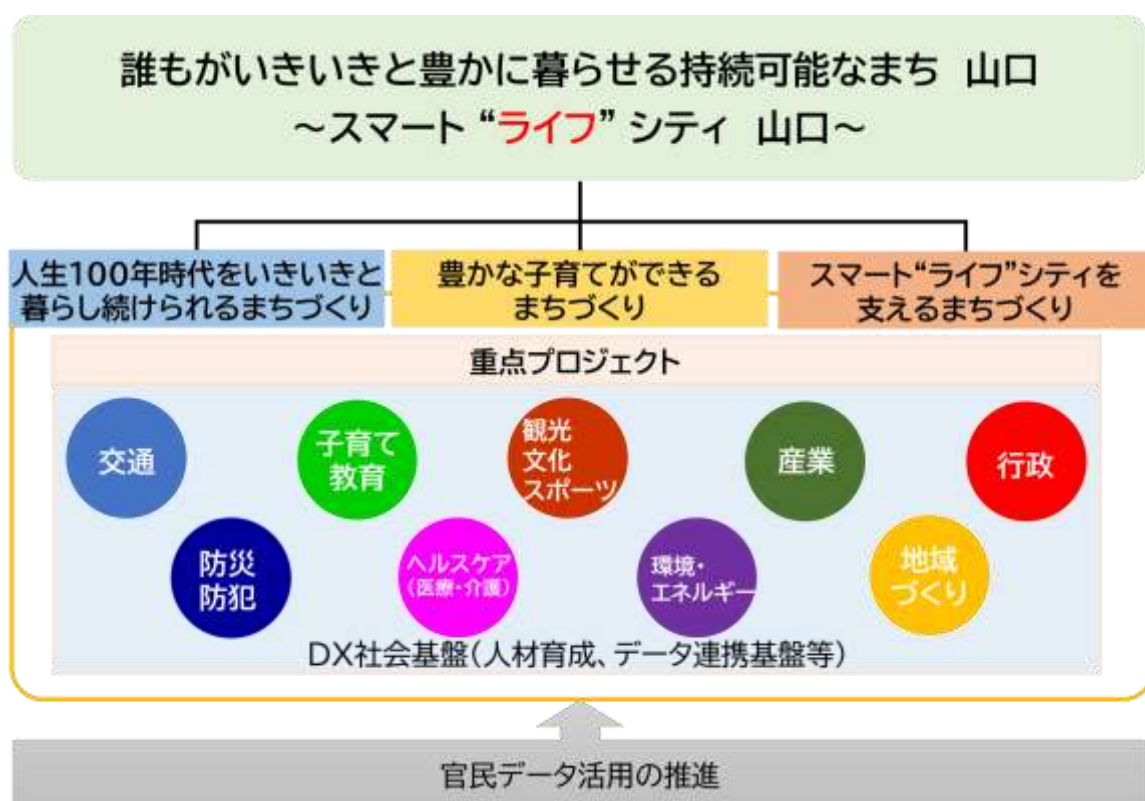 誰もがいきいきと豊かに暮らせる持続可能なまち 山口
～スマート “ライフ” シティ 山口～
人生100年時代をいきいきと
暮らし続けられるまちづくり
豊かな子育てができる
まちづくり
スマート“ライフ”シティを
支えるまちづくり
重点プロジェクト
交通
子育て
教育
観光
文化
スポーツ
産業
行政
防災
防犯
ヘルスケア
(医療・介護)
環境・
エネルギー
地域
づくり
DX社会基盤(人材育成、データ連携基盤等)
官民データ活用の推進